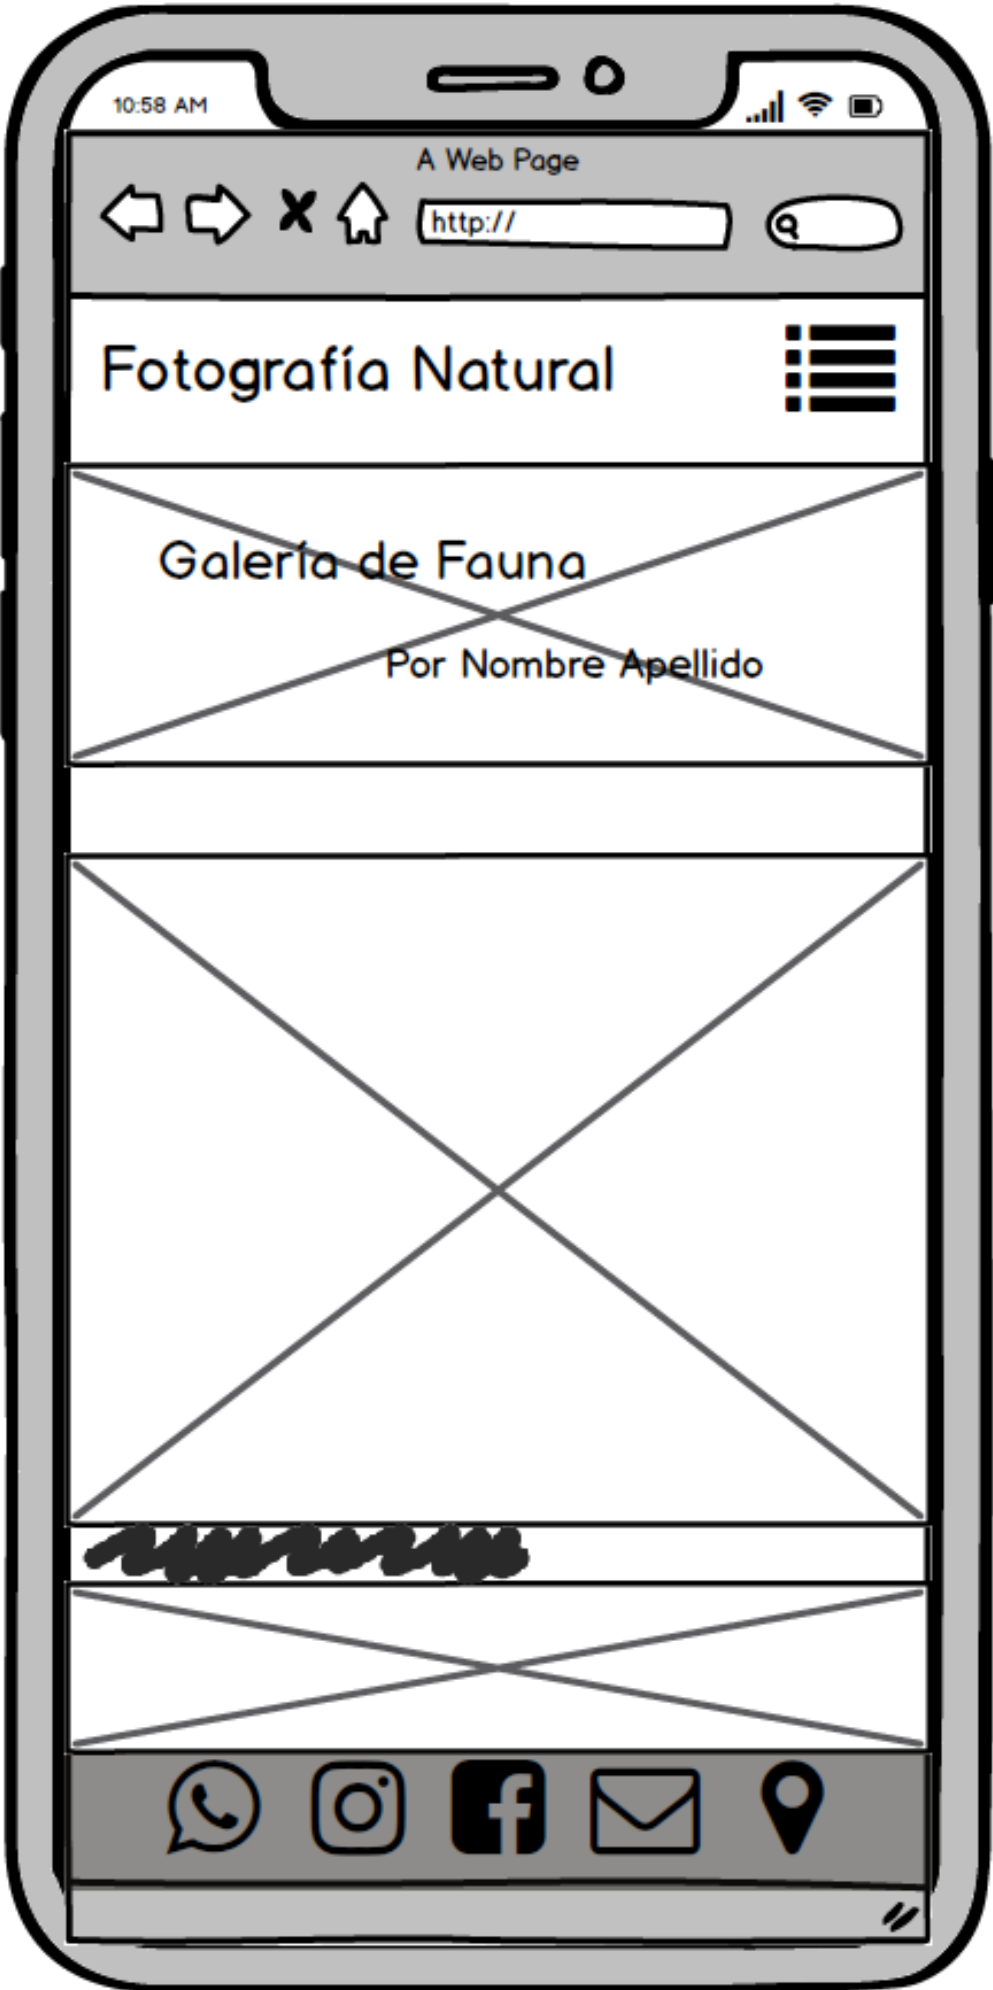 10:58 AM
A Web Page
http://
Fotografía Natural
Galería de Fauna
Por Nombre Apellido